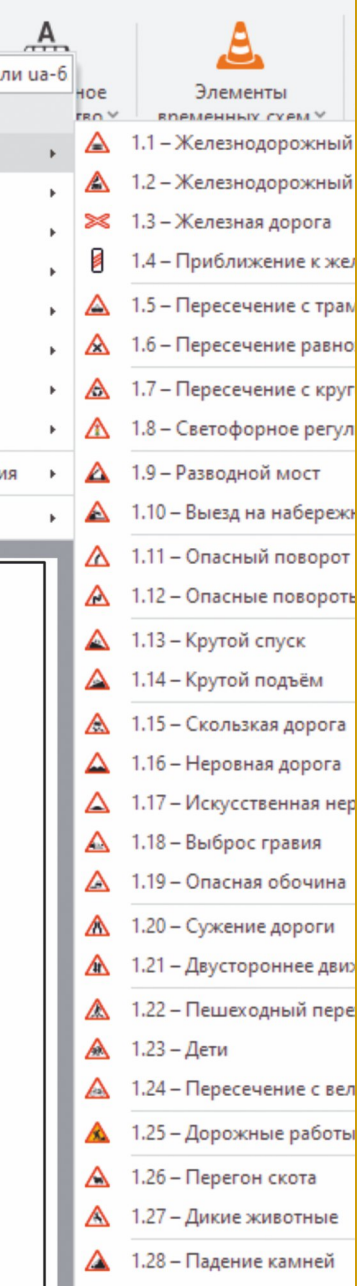 А
ли ua-6
ное
тво
Элементы
временных схем
1.1 – Железнодорожный
1.2 – Железнодорожный
1.3 – Железная дорога
1.4 – Приближение к жел
1.5 – Пересечение с трам
1.6 – Пересечение равно
1.7 – Пересечение с круг
1.8 – Светофорное регул
ия
1.9 – Разводной мост
1.10 – Выезд на набережн
1.11 – Опасный поворот
1.12 – Опасные повороты
1.13 – Крутой спуск
1.14 – Крутой подъём
1.15 – Скользкая дорога
1.16 – Неровная дорога
1.17 – Искусственная нер
1.18 – Выброс гравия
1.19 – Опасная обочина
1.20 – Сужение дороги
1.21 – Двустороннее движ
1.22 – Пешеходный пере
1.23 – Дети
1.24 – Пересечение с вел
1.25 – Дорожные работы
1.26 – Перегон скота
1.27 – Дикие животные
1.28 – Падение камней